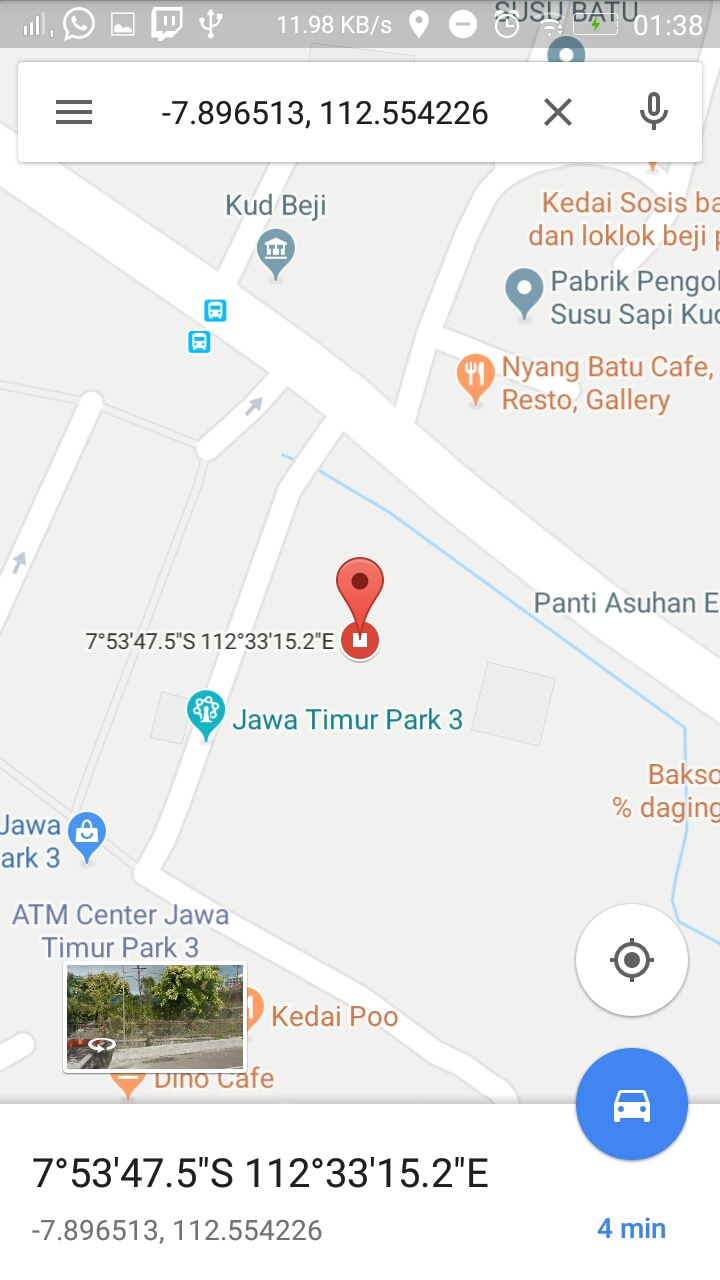 11.98 KB/s
01:38
SUSU BATU
-7.896513, 112.554226
Kud Beji
Kedai Sosis ba
dan loklok beji p
Pabrik Pengol
Susu Sapi Kud
Nyang Batu Cafe,
Resto, Gallery
Panti Asuhan E
7°53'47.5"S 112°33'15.2"E
Jawa Timur Park 3
Bakso
% daging
Jawa
ark 3
ATM Center Jawa
Timur Park 3
Kedai Poo
Dino Cafe
7°53'47.5"S 112°33'15.2"E
-7.896513, 112.554226
4 min